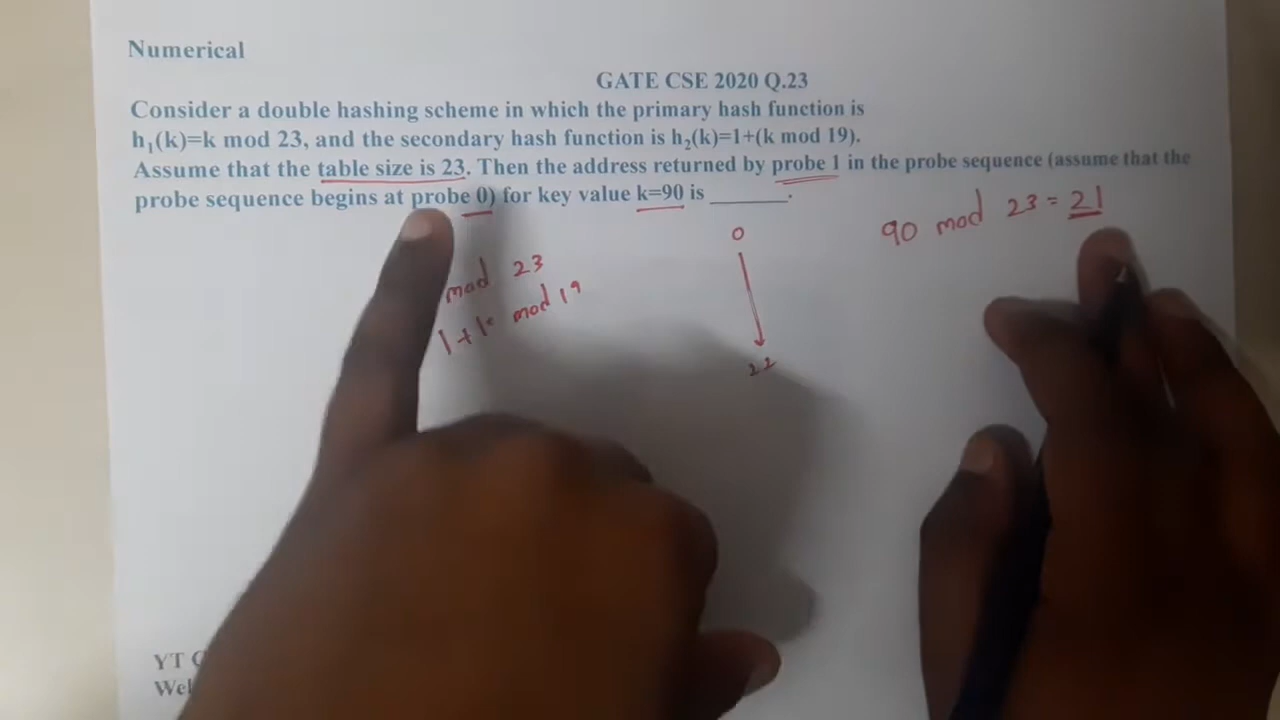 Numerical
GATE CSE 2020 Q.23
Consider a double hashing scheme in which the primary hash function is
h₁(k)=k mod 23, and the secondary hash function is h₂(k)=1+(k mod 19).
Assume that the table size is 23. Then the address returned by probe 1 in the probe sequence (assume that the
probe sequence begins at probe 0) for key value k=90 is ______.
90 mod 23 = 21
mod 23
1+k mod 19
0
22
YT